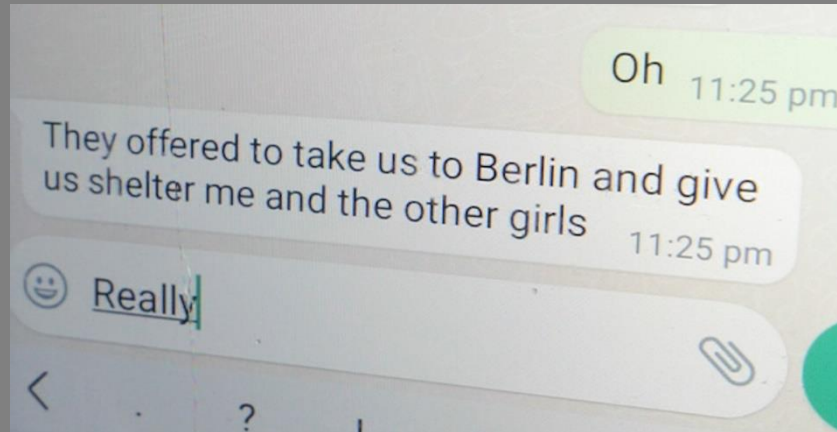 Oh 11:25 pm
They offered to take us to Berlin and give
us shelter me and the other girls 11:25 pm
Really
< . ?